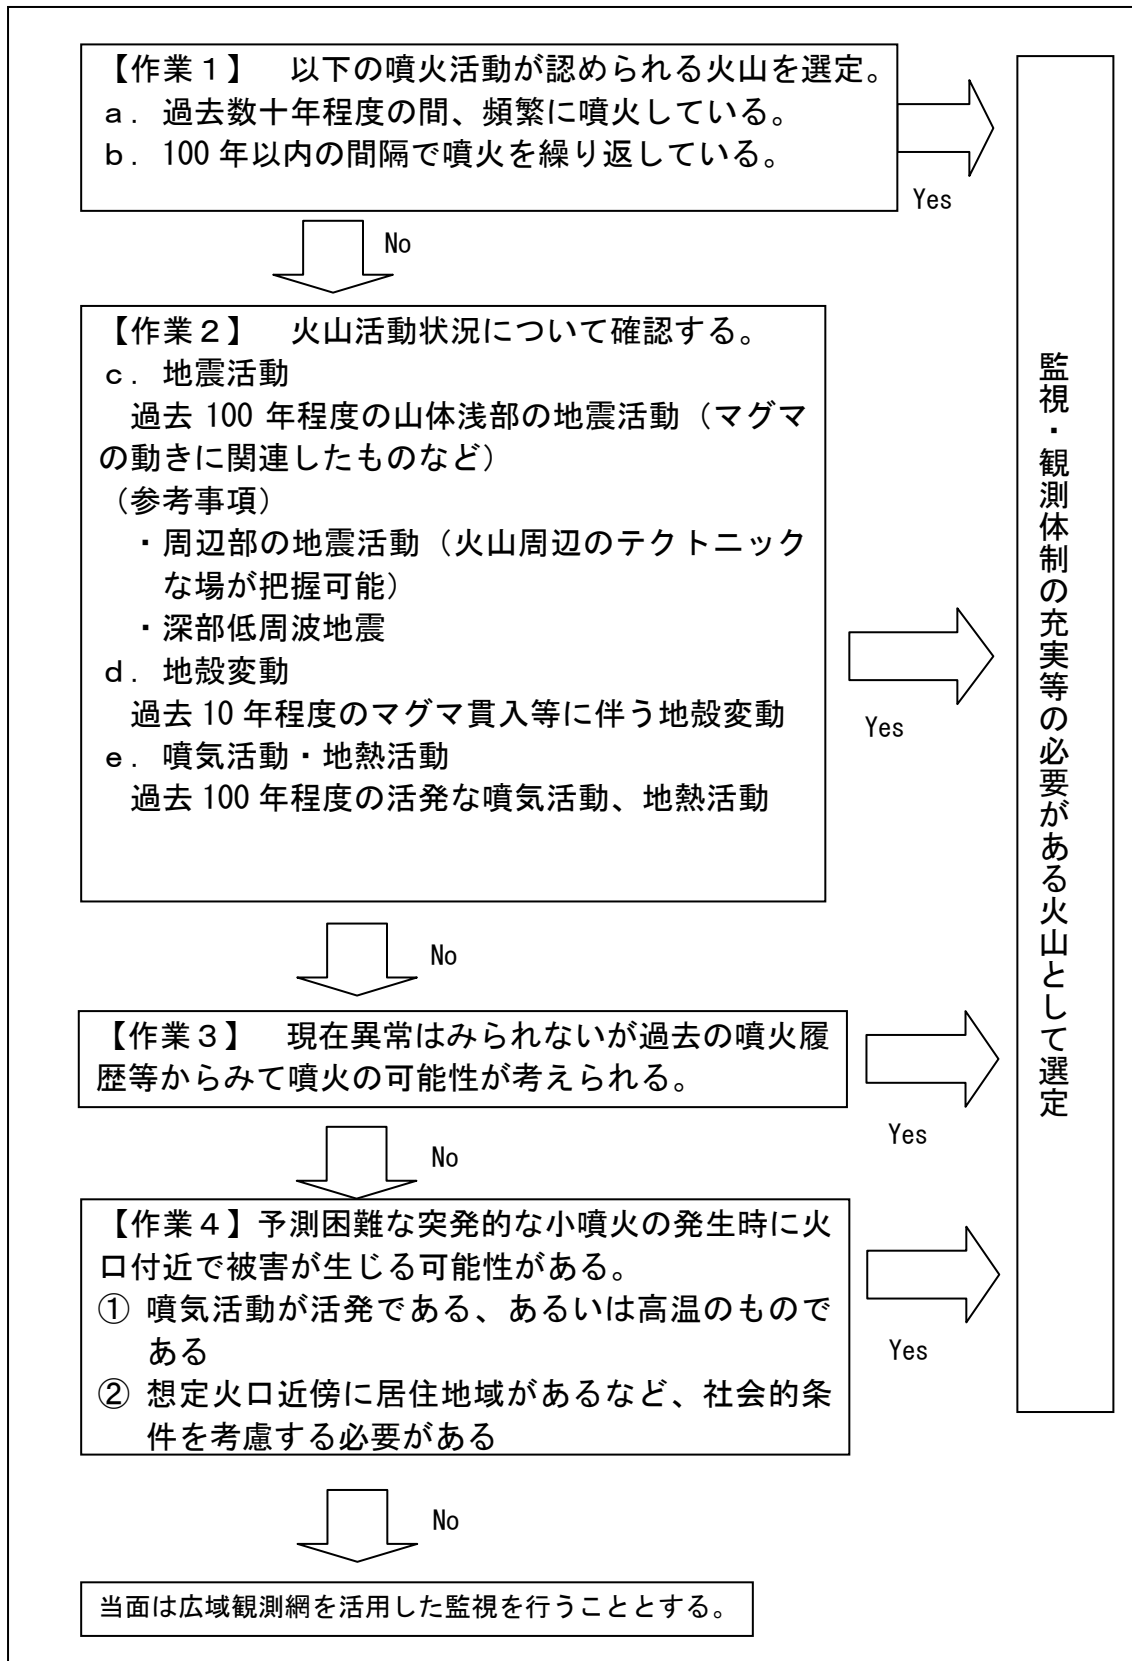 【作業１】　以下の噴火活動が認められる火山を選定。
ａ．過去数十年程度の間、頻繁に噴火している。
ｂ．100 年以内の間隔で噴火を繰り返している。
Yes
No
【作業２】　火山活動状況について確認する。
ｃ．地震活動
過去 100 年程度の山体浅部の地震活動（マグマ
の動きに関連したものなど）
（参考事項）
・周辺部の地震活動（火山周辺のテクトニック
な場が把握可能）
・深部低周波地震
ｄ．地殻変動
過去 10 年程度のマグマ貫入等に伴う地殻変動
ｅ．噴気活動・地熱活動
過去 100 年程度の活発な噴気活動、地熱活動
Yes
No
【作業３】　現在異常はみられないが過去の噴火履
歴等からみて噴火の可能性が考えられる。
Yes
No
【作業４】予測困難な突発的な小噴火の発生時に火
口付近で被害が生じる可能性がある。
① 噴気活動が活発である、あるいは高温のもので
ある
② 想定火口近傍に居住地域があるなど、社会的条
件を考慮する必要がある
Yes
No
当面は広域観測網を活用した監視を行うこととする。
監視・観測体制の充実等の必要がある火山として選定